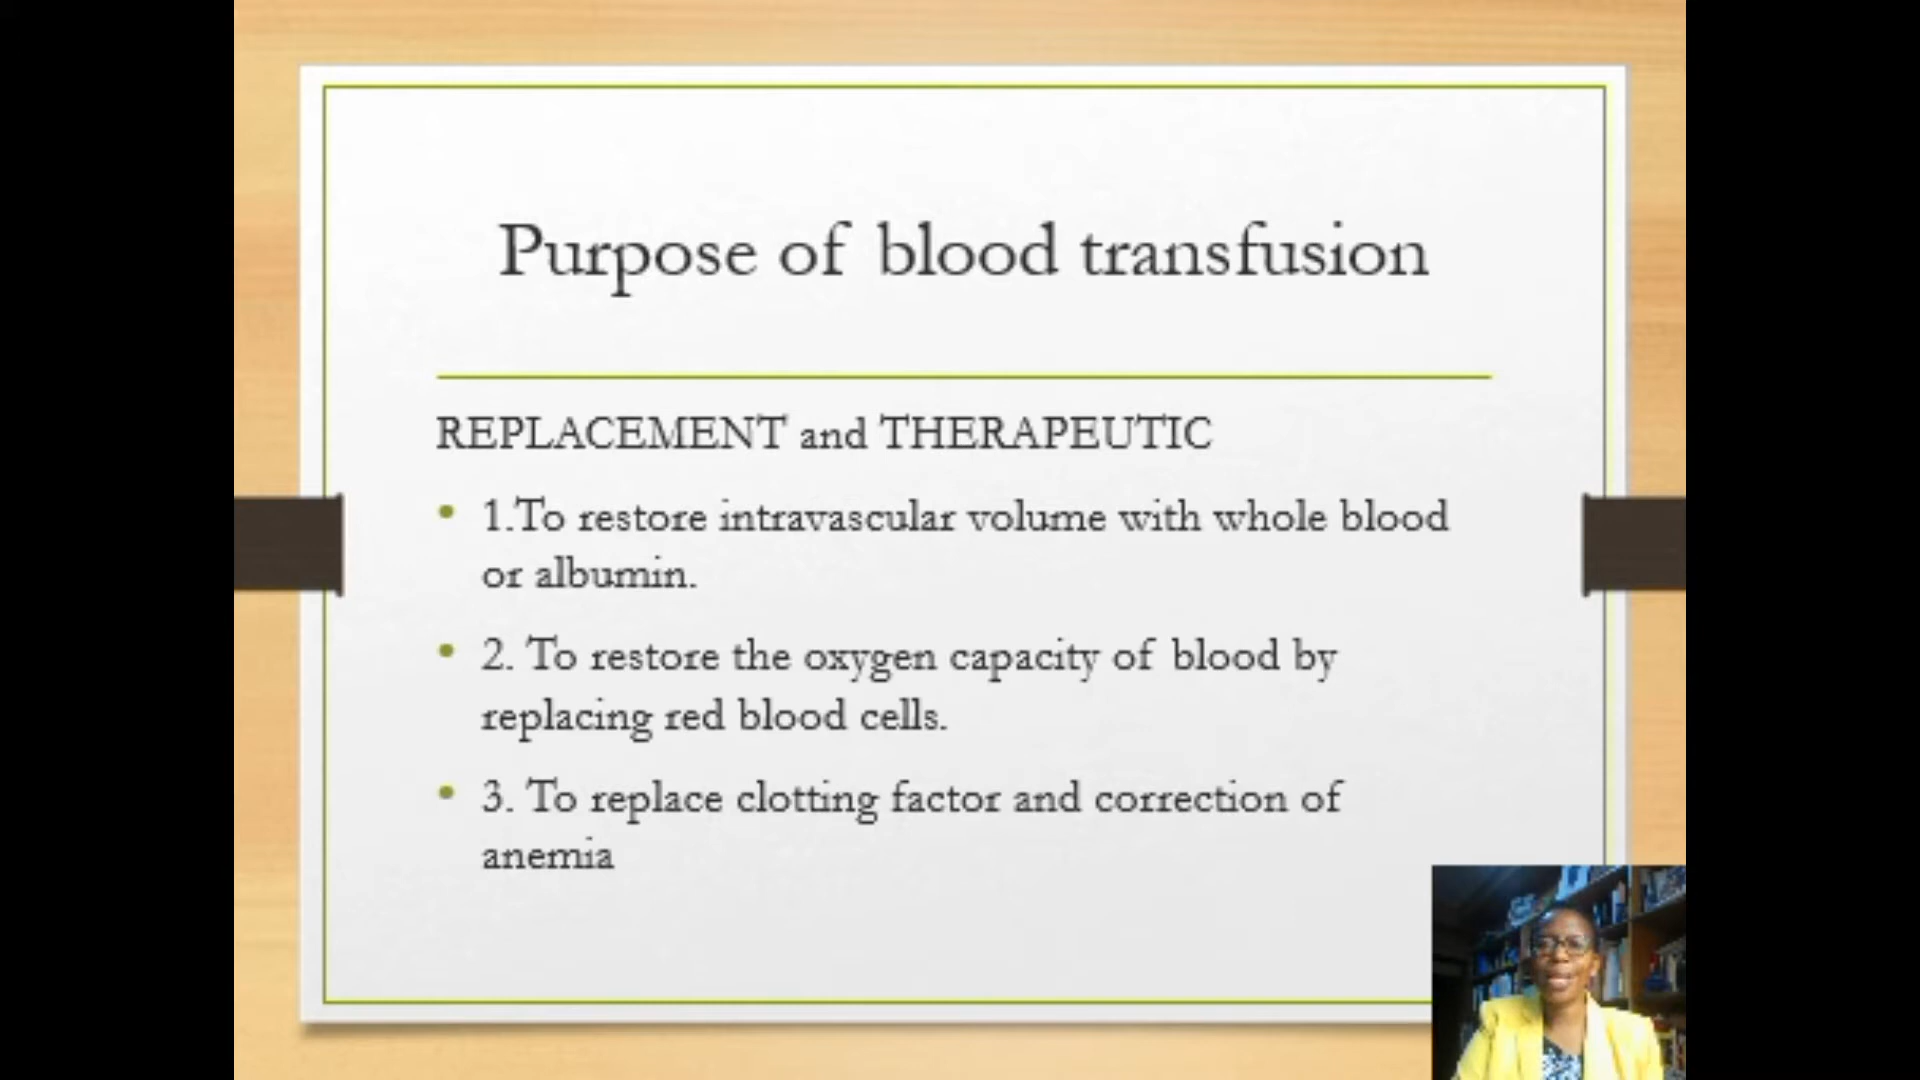 Purpose of blood transfusion
REPLACEMENT and THERAPEUTIC
• 1.To restore intravascular volume with whole blood
or albumin.
• 2. To restore the oxygen capacity of blood by
replacing red blood cells.
• 3. To replace clotting factor and correction of
anemia